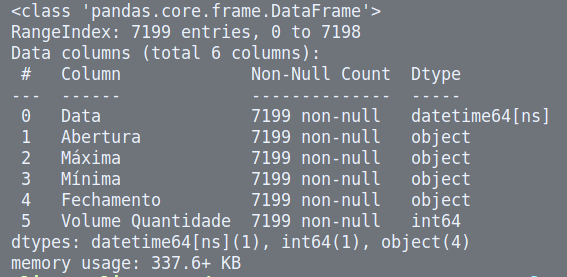 <class 'pandas.core.frame.DataFrame'>
RangeIndex: 7199 entries, 0 to 7198
Data columns (total 6 columns):
 #   Column             Non-Null Count  Dtype
---  ------             --------------  -----
 0   Data               7199 non-null   datetime64[ns]
 1   Abertura           7199 non-null   object
 2   Máxima             7199 non-null   object
 3   Mínima             7199 non-null   object
 4   Fechamento         7199 non-null   object
 5   Volume Quantidade  7199 non-null   int64
dtypes: datetime64[ns](1), int64(1), object(4)
memory usage: 337.6+ KB